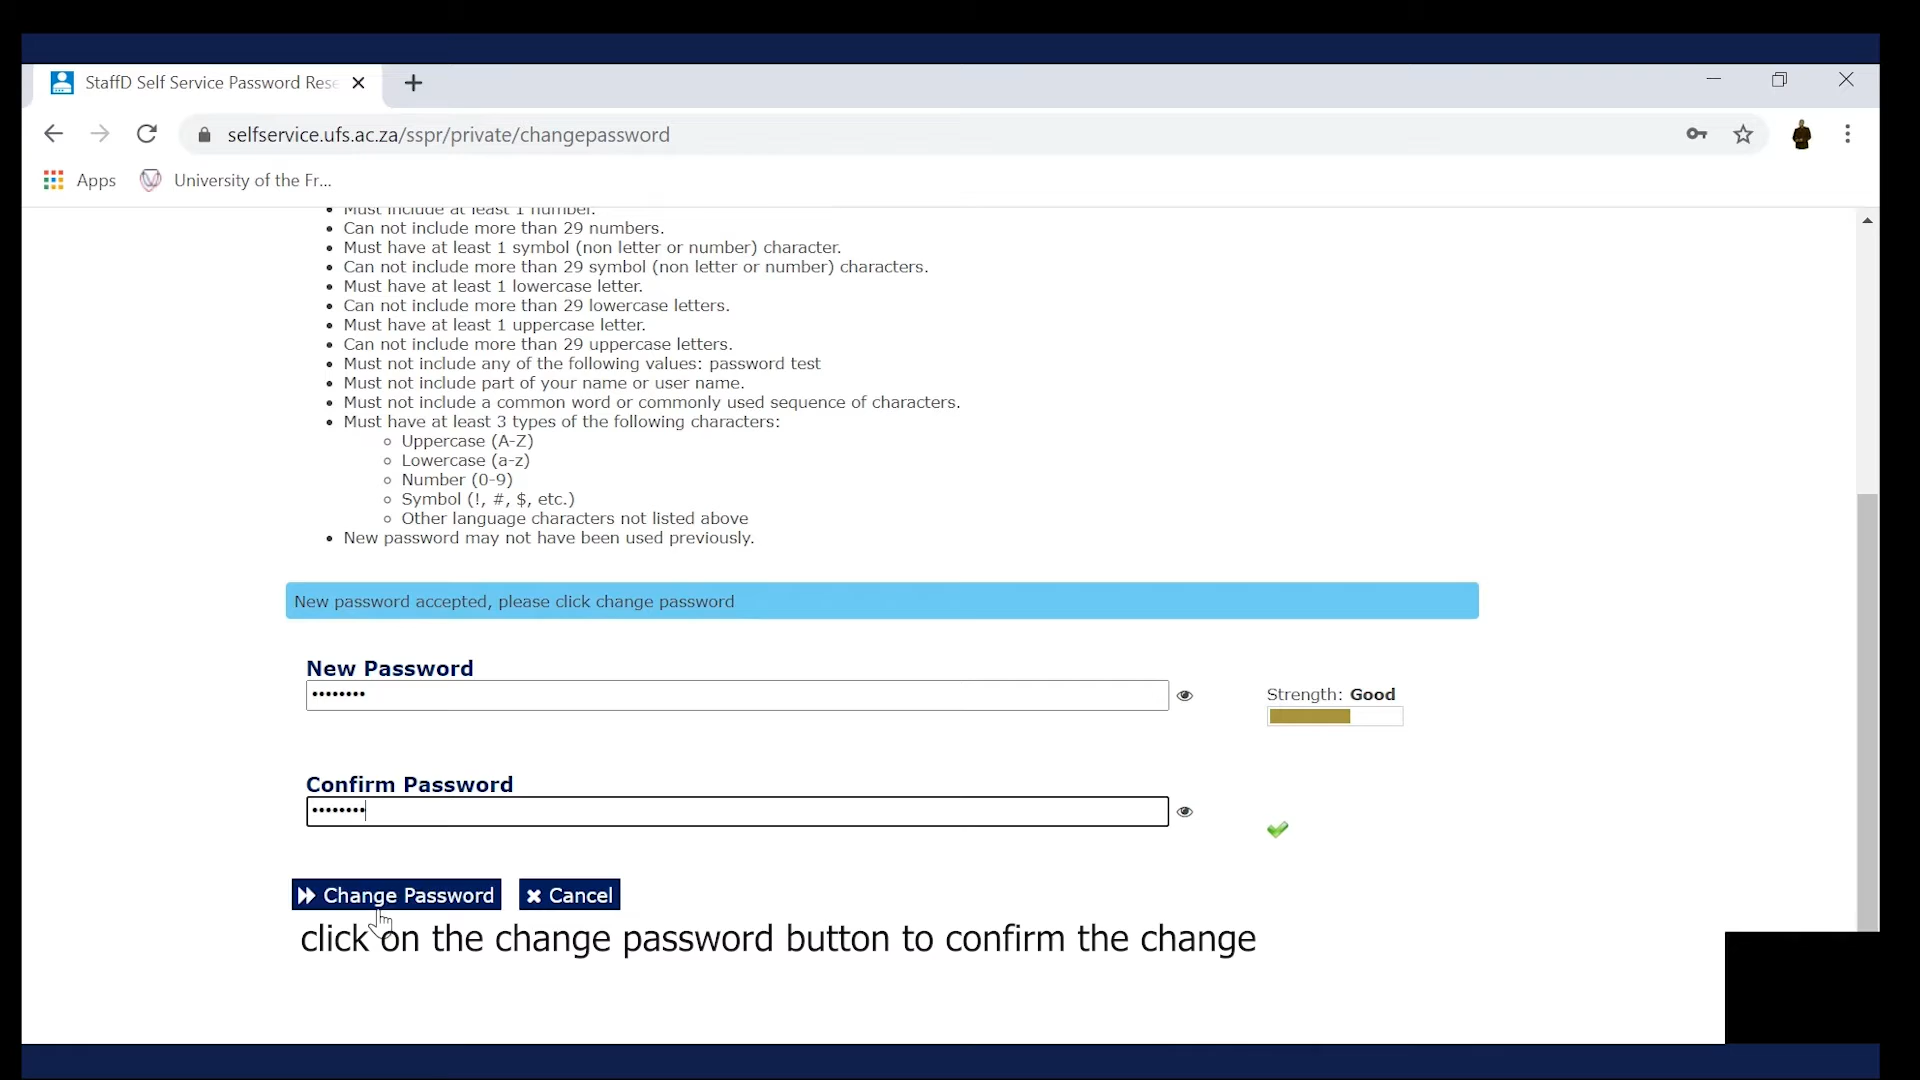 StaffD Self Service Password Rese
selfservice.ufs.ac.za/sspr/private/changepassword
Apps
University of the Fr...
Must include at least 1 number.
Can not include more than 29 numbers.
Must have at least 1 symbol (non letter or number) character.
Can not include more than 29 symbol (non letter or number) characters.
Must have at least 1 lowercase letter.
Can not include more than 29 lowercase letters.
Must have at least 1 uppercase letter.
Can not include more than 29 uppercase letters.
Must not include any of the following values: password test
Must not include part of your name or user name.
Must not include a common word or commonly used sequence of characters.
Must have at least 3 types of the following characters:
Uppercase (A-Z)
Lowercase (a-z)
Number (0-9)
Symbol (!, #, $, etc.)
Other language characters not listed above
New password may not have been used previously.
New password accepted, please click change password
New Password
••••••••
Strength: Good
Confirm Password
••••••••
Change Password
Cancel
click on the change password button to confirm the change